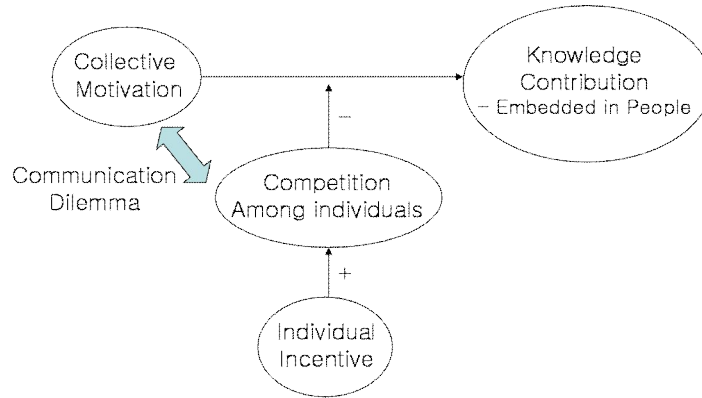 Collective
Motivation
Knowledge
Contribution
- Embedded in People
-
Communication
Dilemma
Competition
Among individuals
+
Individual
Incentive